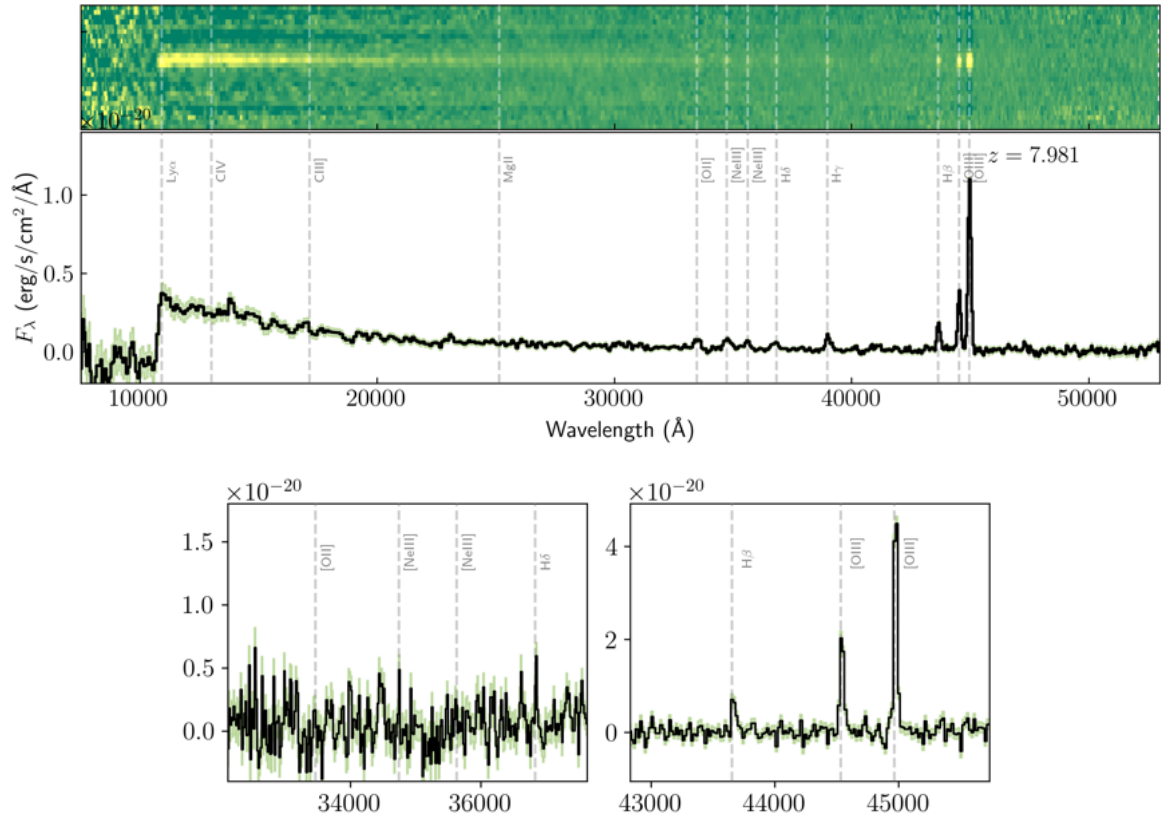 ×10⁻²⁰
Lyα
CIV
CIII]
MgII
[OII]
[NeIII]
[NeIII]
Hδ
Hγ
Hβ
[OIII]
[OIII]
z = 7.981
1.0
0.5
0.0
Fλ (erg/s/cm²/Å)
10000 20000 30000 40000 50000
Wavelength (Å)
×10⁻²⁰
1.5
1.0
0.5
0.0
[OII]
[NeIII]
[NeIII]
Hδ
34000 36000
×10⁻²⁰
4
2
0
Hβ
[OIII]
[OIII]
43000 44000 45000